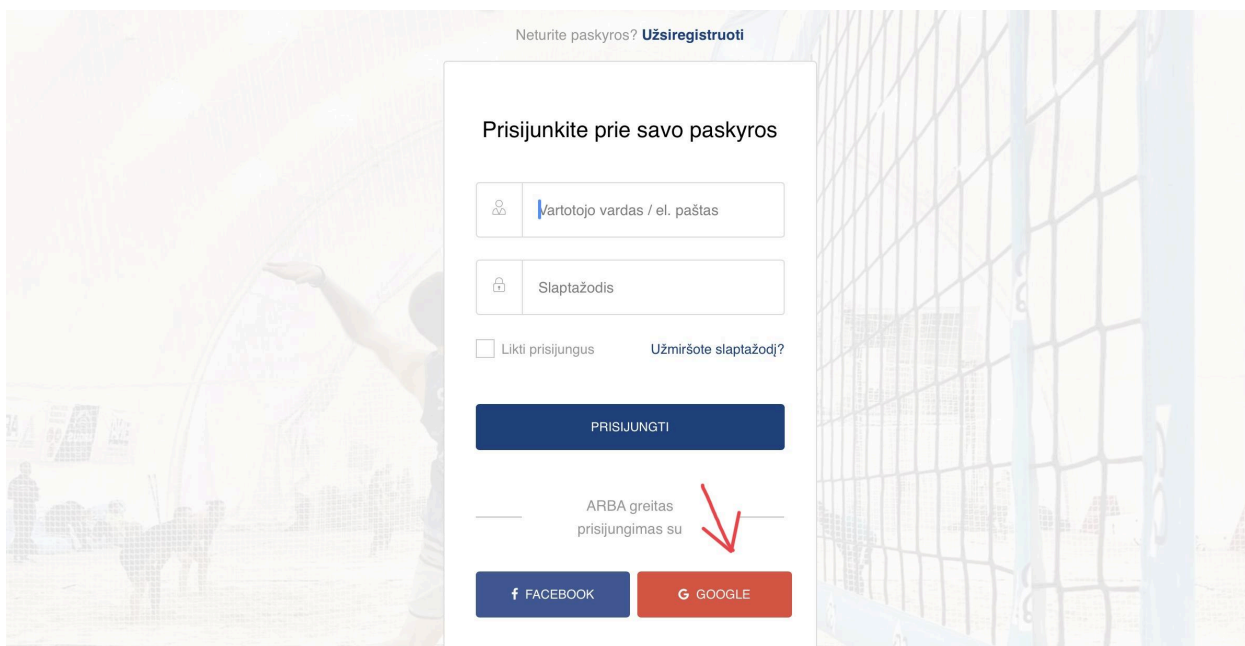 Neturite paskyros? Užsiregistruoti
Prisijunkite prie savo paskyros
Vartotojo vardas / el. paštas
Slaptažodis
Likti prisijungus
Užmiršote slaptažodį?
PRISIJUNGTI
ARBA greitas
prisijungimas su
FACEBOOK
GOOGLE